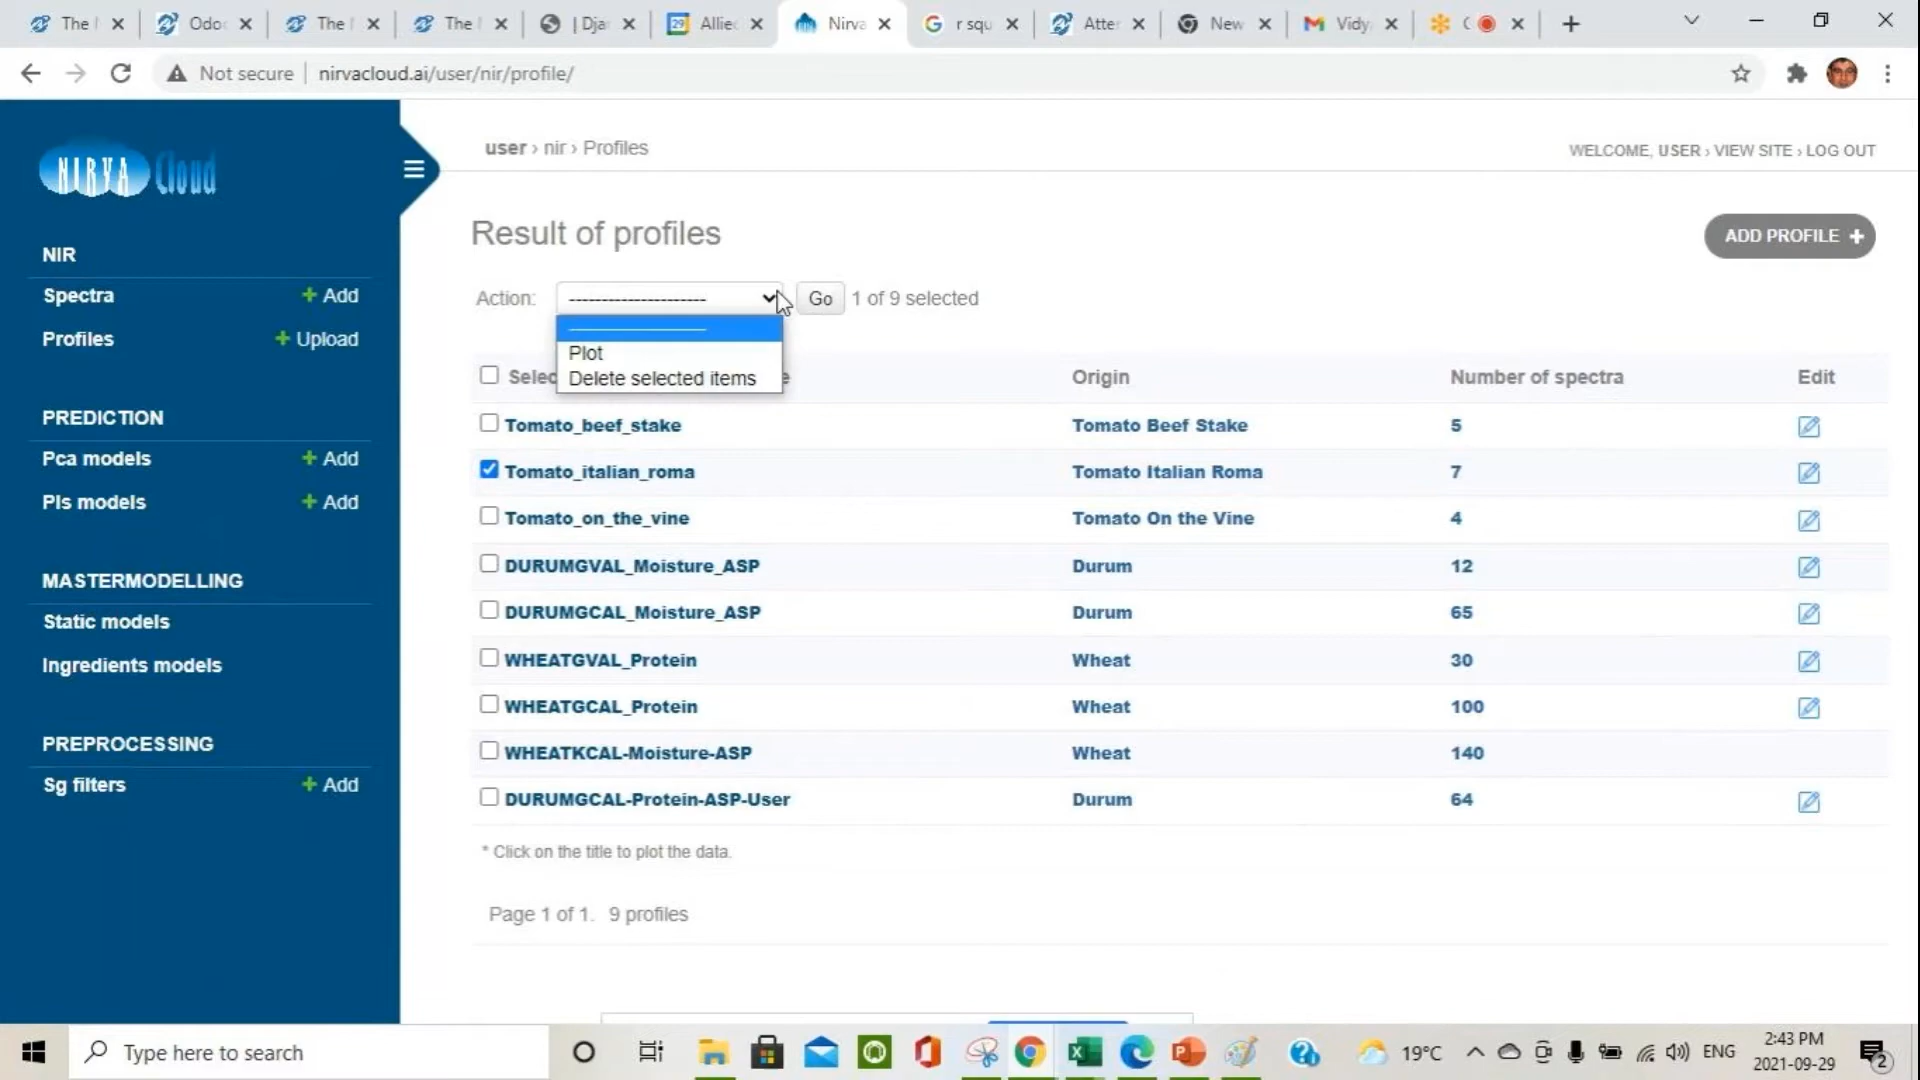 The
Odo
The
The
| Dja
29 Allied
Nirva
r squ
Atter
New
Vidy
Not secure | nirvacloud.ai/user/nir/profile/
NIRVA Cloud
user › nir › Profiles
WELCOME, USER › VIEW SITE › LOG OUT
NIR
Spectra + Add
Profiles + Upload
PREDICTION
Pca models + Add
Pls models + Add
MASTERMODELLING
Static models
Ingredients models
PREPROCESSING
Sg filters + Add
Result of profiles
ADD PROFILE +
Action: ---------------------- Go 1 of 9 selected
----------------------
Plot
Delete selected items
Selec e Origin Number of spectra Edit
Tomato_beef_stake Tomato Beef Stake 5
Tomato_italian_roma Tomato Italian Roma 7
Tomato_on_the_vine Tomato On the Vine 4
DURUMGVAL_Moisture_ASP Durum 12
DURUMGCAL_Moisture_ASP Durum 65
WHEATGVAL_Protein Wheat 30
WHEATGCAL_Protein Wheat 100
WHEATKCAL-Moisture-ASP Wheat 140
DURUMGCAL-Protein-ASP-User Durum 64
* Click on the title to plot the data.
Page 1 of 1. 9 profiles
Type here to search
19°C
ENG
2:43 PM
2021-09-29
2